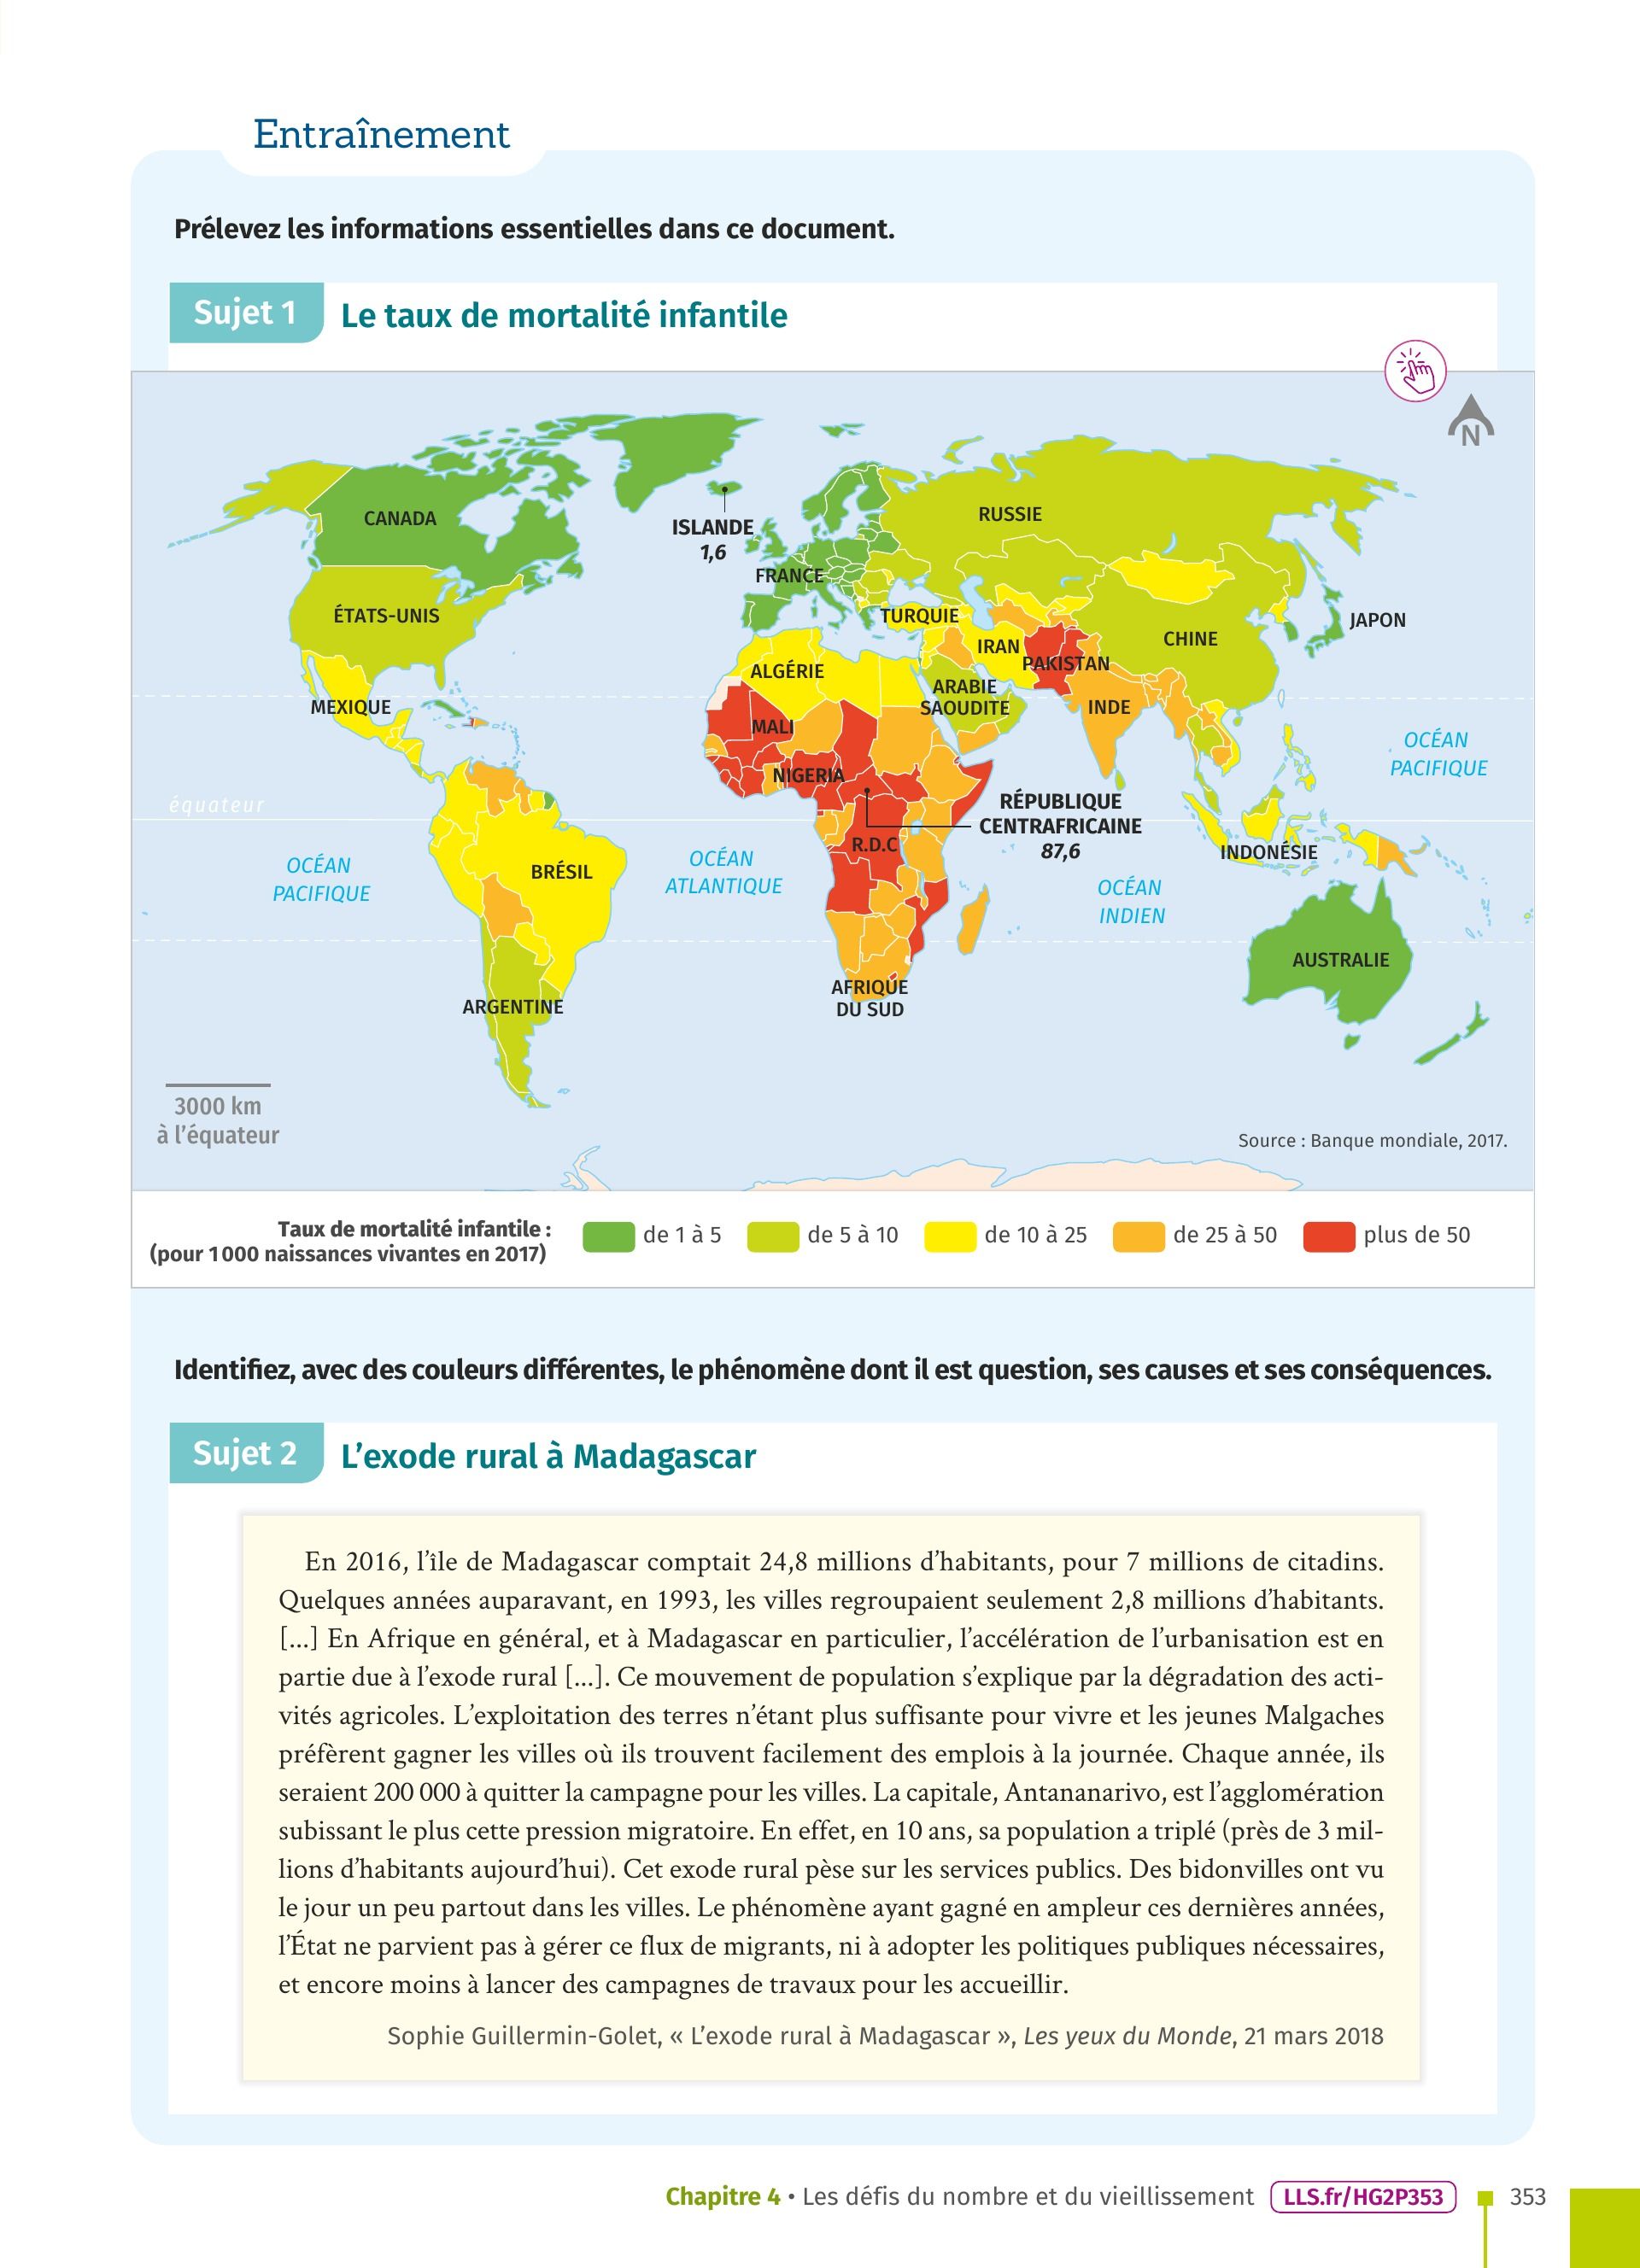 Entraînement
Prélevez les informations essentielles dans ce document.
Sujet 1
Le taux de mortalité infantile
N
CANADA
ISLANDE
1,6
RUSSIE
FRANCE
ÉTATS-UNIS
TURQUIE
JAPON
CHINE
IRAN
PAKISTAN
ALGÉRIE
ARABIE
SAOUDITE
MEXIQUE
INDE
MALI
OCÉAN
PACIFIQUE
NIGERIA
équateur
RÉPUBLIQUE
CENTRAFRICAINE
87,6
R.D.C
INDONÉSIE
OCÉAN
PACIFIQUE
BRÉSIL
OCÉAN
ATLANTIQUE
OCÉAN
INDIEN
AUSTRALIE
ARGENTINE
AFRIQUE
DU SUD
3000 km
à l'équateur
Source : Banque mondiale, 2017.
Taux de mortalité infantile :
(pour 1 000 naissances vivantes en 2017)
de 1 à 5
de 5 à 10
de 10 à 25
de 25 à 50
plus de 50
Identifiez, avec des couleurs différentes, le phénomène dont il est question, ses causes et ses conséquences.
Sujet 2
L'exode rural à Madagascar
En 2016, l'île de Madagascar comptait 24,8 millions d'habitants, pour 7 millions de citadins.
Quelques années auparavant, en 1993, les villes regroupaient seulement 2,8 millions d'habitants.
[...] En Afrique en général, et à Madagascar en particulier, l'accélération de l'urbanisation est en
partie due à l'exode rural [...]. Ce mouvement de population s'explique par la dégradation des acti-
vités agricoles. L'exploitation des terres n'étant plus suffisante pour vivre et les jeunes Malgaches
préfèrent gagner les villes où ils trouvent facilement des emplois à la journée. Chaque année, ils
seraient 200 000 à quitter la campagne pour les villes. La capitale, Antananarivo, est l'agglomération
subissant le plus cette pression migratoire. En effet, en 10 ans, sa population a triplé (près de 3 mil-
lions d'habitants aujourd'hui). Cet exode rural pèse sur les services publics. Des bidonvilles ont vu
le jour un peu partout dans les villes. Le phénomène ayant gagné en ampleur ces dernières années,
l'État ne parvient pas à gérer ce flux de migrants, ni à adopter les politiques publiques nécessaires,
et encore moins à lancer des campagnes de travaux pour les accueillir.
Sophie Guillermin-Golet, « L'exode rural à Madagascar », Les yeux du Monde, 21 mars 2018
Chapitre 4 • Les défis du nombre et du vieillissement
LLS.fr/HG2P353
353